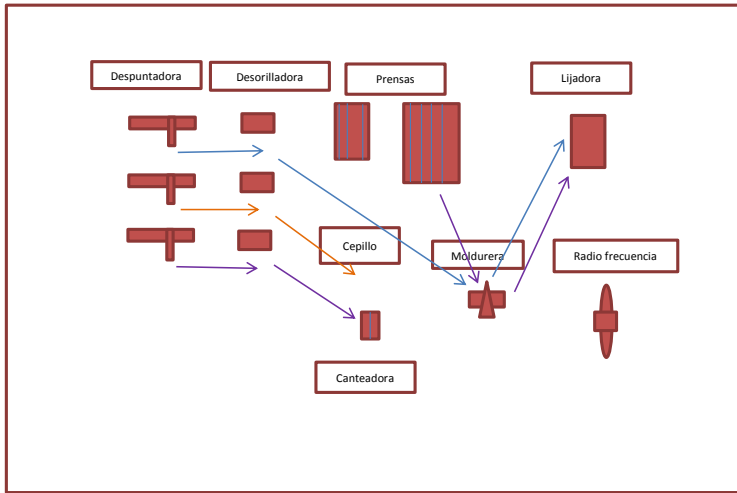 Despuntadora
Desorilladora
Prensas
Lijadora
Cepillo
Moldurera
Radio frecuencia
Canteadora